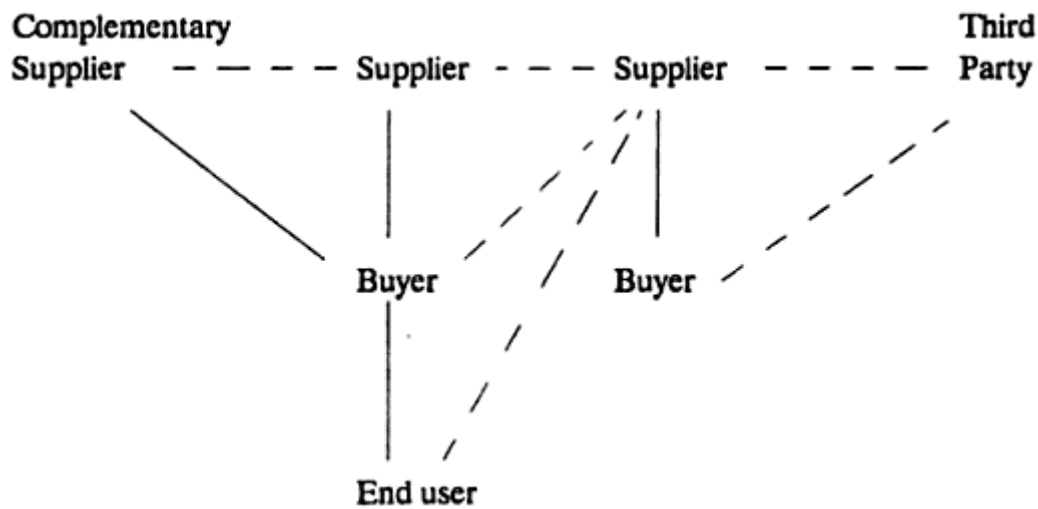 Complementary
Supplier
Supplier
Supplier
Third
Party
Buyer
Buyer
End user